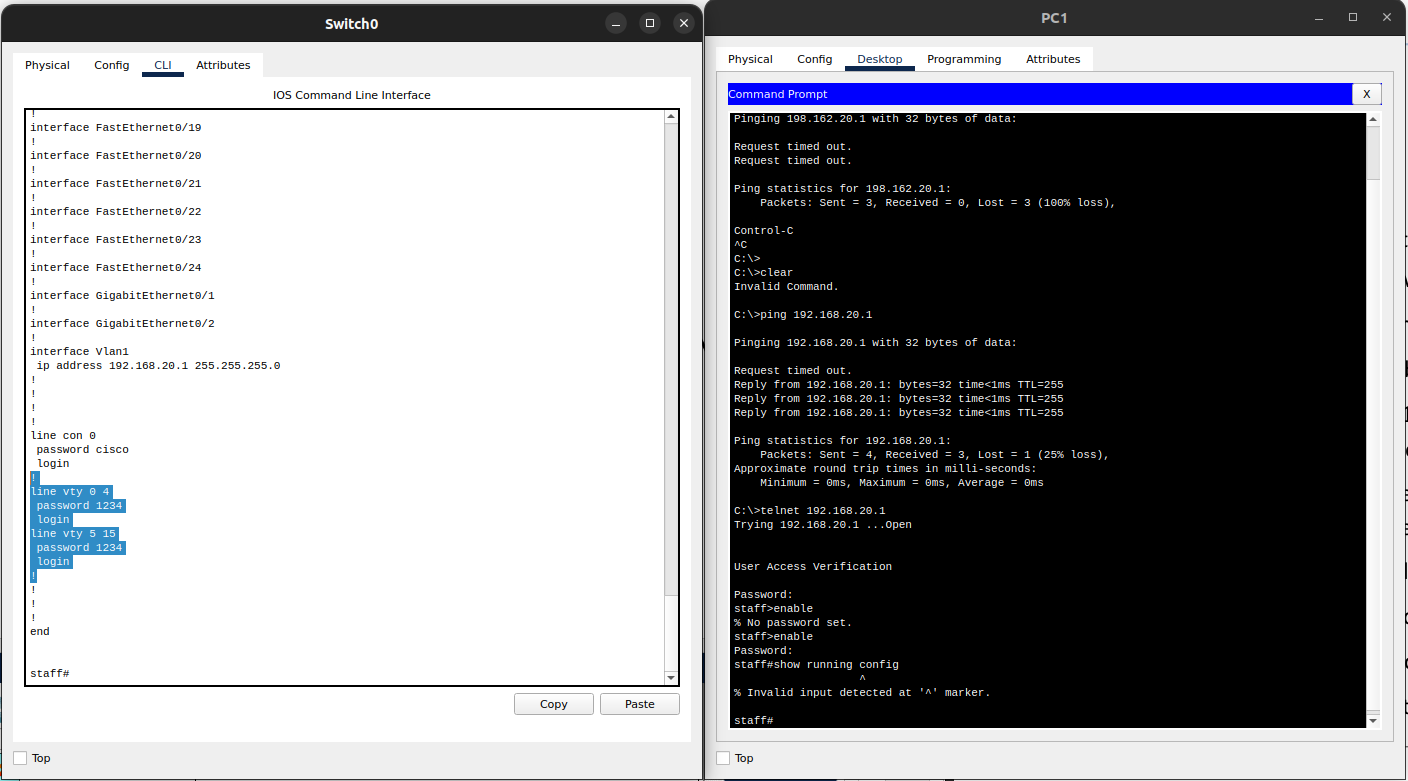 Switch0
Physical Config CLI Attributes
IOS Command Line Interface
!
interface FastEthernet0/19
!
interface FastEthernet0/20
!
interface FastEthernet0/21
!
interface FastEthernet0/22
!
interface FastEthernet0/23
!
interface FastEthernet0/24
!
interface GigabitEthernet0/1
!
interface GigabitEthernet0/2
!
interface Vlan1
 ip address 192.168.20.1 255.255.255.0
!
!
!
!
line con 0
 password cisco
 login
!
line vty 0 4
 password 1234
 login
line vty 5 15
 password 1234
 login
!
!
!
!
end
staff#
Copy Paste
Top
PC1
Physical Config Desktop Programming Attributes
Command Prompt X
Pinging 198.162.20.1 with 32 bytes of data:
Request timed out.
Request timed out.
Ping statistics for 198.162.20.1:
    Packets: Sent = 3, Received = 0, Lost = 3 (100% loss),
Control-C
^C
C:\>
C:\>clear
Invalid Command.
C:\>ping 192.168.20.1
Pinging 192.168.20.1 with 32 bytes of data:
Request timed out.
Reply from 192.168.20.1: bytes=32 time<1ms TTL=255
Reply from 192.168.20.1: bytes=32 time<1ms TTL=255
Reply from 192.168.20.1: bytes=32 time<1ms TTL=255
Ping statistics for 192.168.20.1:
    Packets: Sent = 4, Received = 3, Lost = 1 (25% loss),
Approximate round trip times in milli-seconds:
    Minimum = 0ms, Maximum = 0ms, Average = 0ms
C:\>telnet 192.168.20.1
Trying 192.168.20.1 ...Open
User Access Verification
Password:
staff>enable
% No password set.
staff>enable
Password:
staff#show running config
^
% Invalid input detected at '^' marker.
staff#
Top